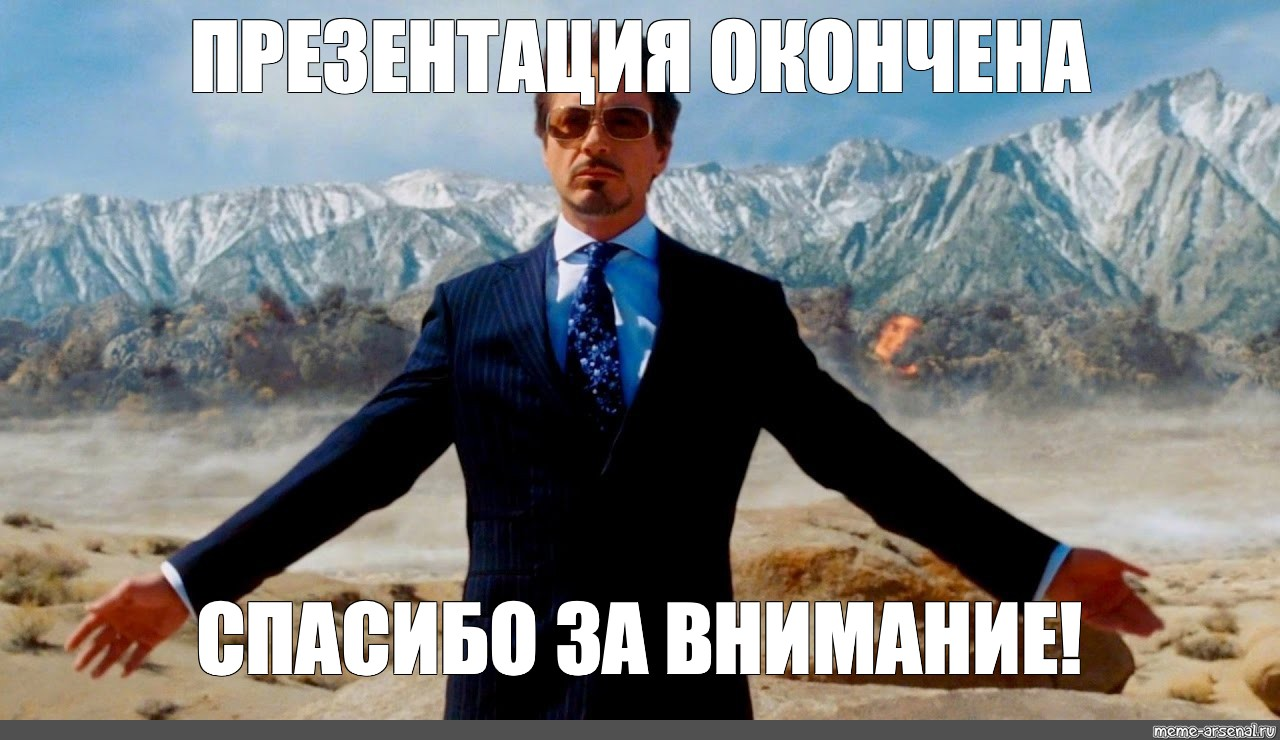 ПРЕЗЕНТАЦИЯ ОКОНЧЕНА
СПАСИБО ЗА ВНИМАНИЕ!
meme-arsenal.ru